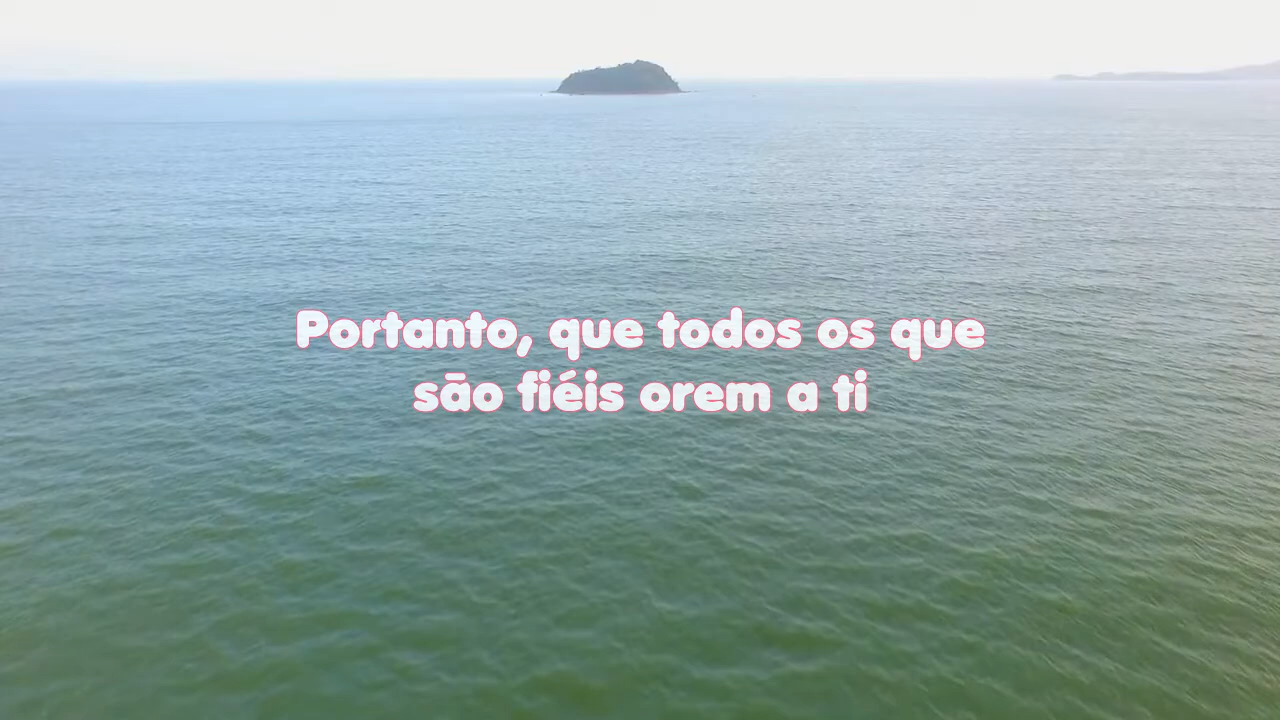 Portanto, que todos os que
são fiéis orem a ti